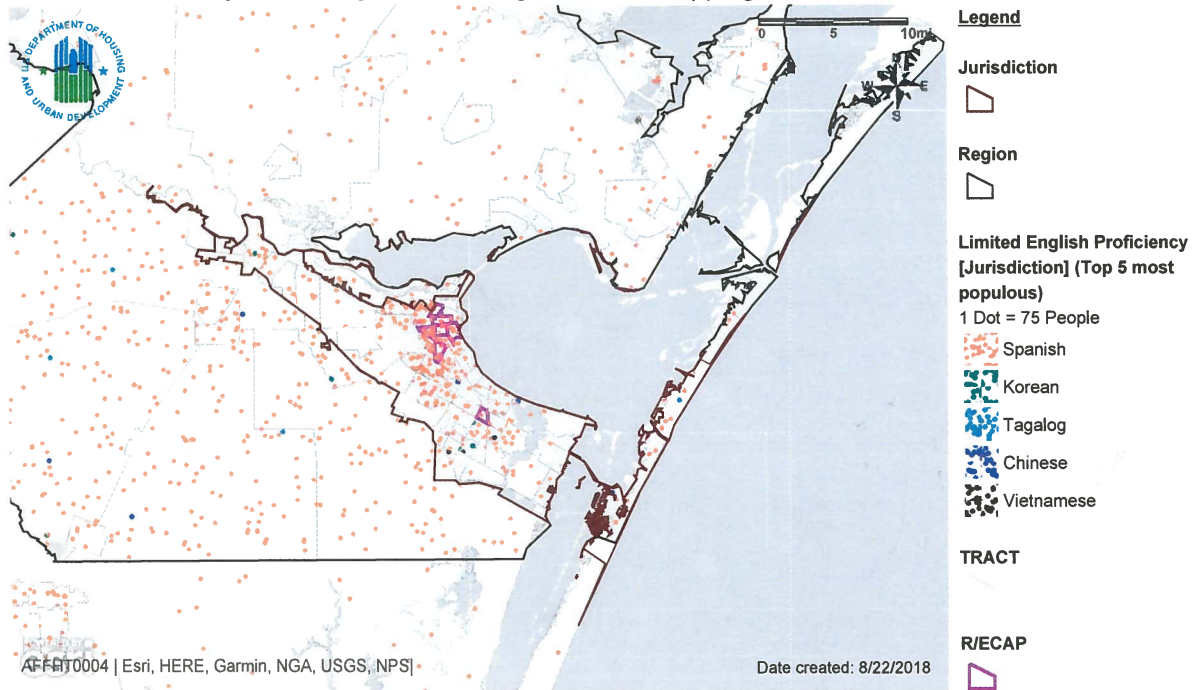 U.S. DEPARTMENT OF HOUSING
AND URBAN DEVELOPMENT
0 5 10mi
W E
S
AFFHT0004 | Esri, HERE, Garmin, NGA, USGS, NPS|
Date created: 8/22/2018
Legend
Jurisdiction
Region
Limited English Proficiency
[Jurisdiction] (Top 5 most
populous)
1 Dot = 75 People
Spanish
Korean
Tagalog
Chinese
Vietnamese
TRACT
R/ECAP